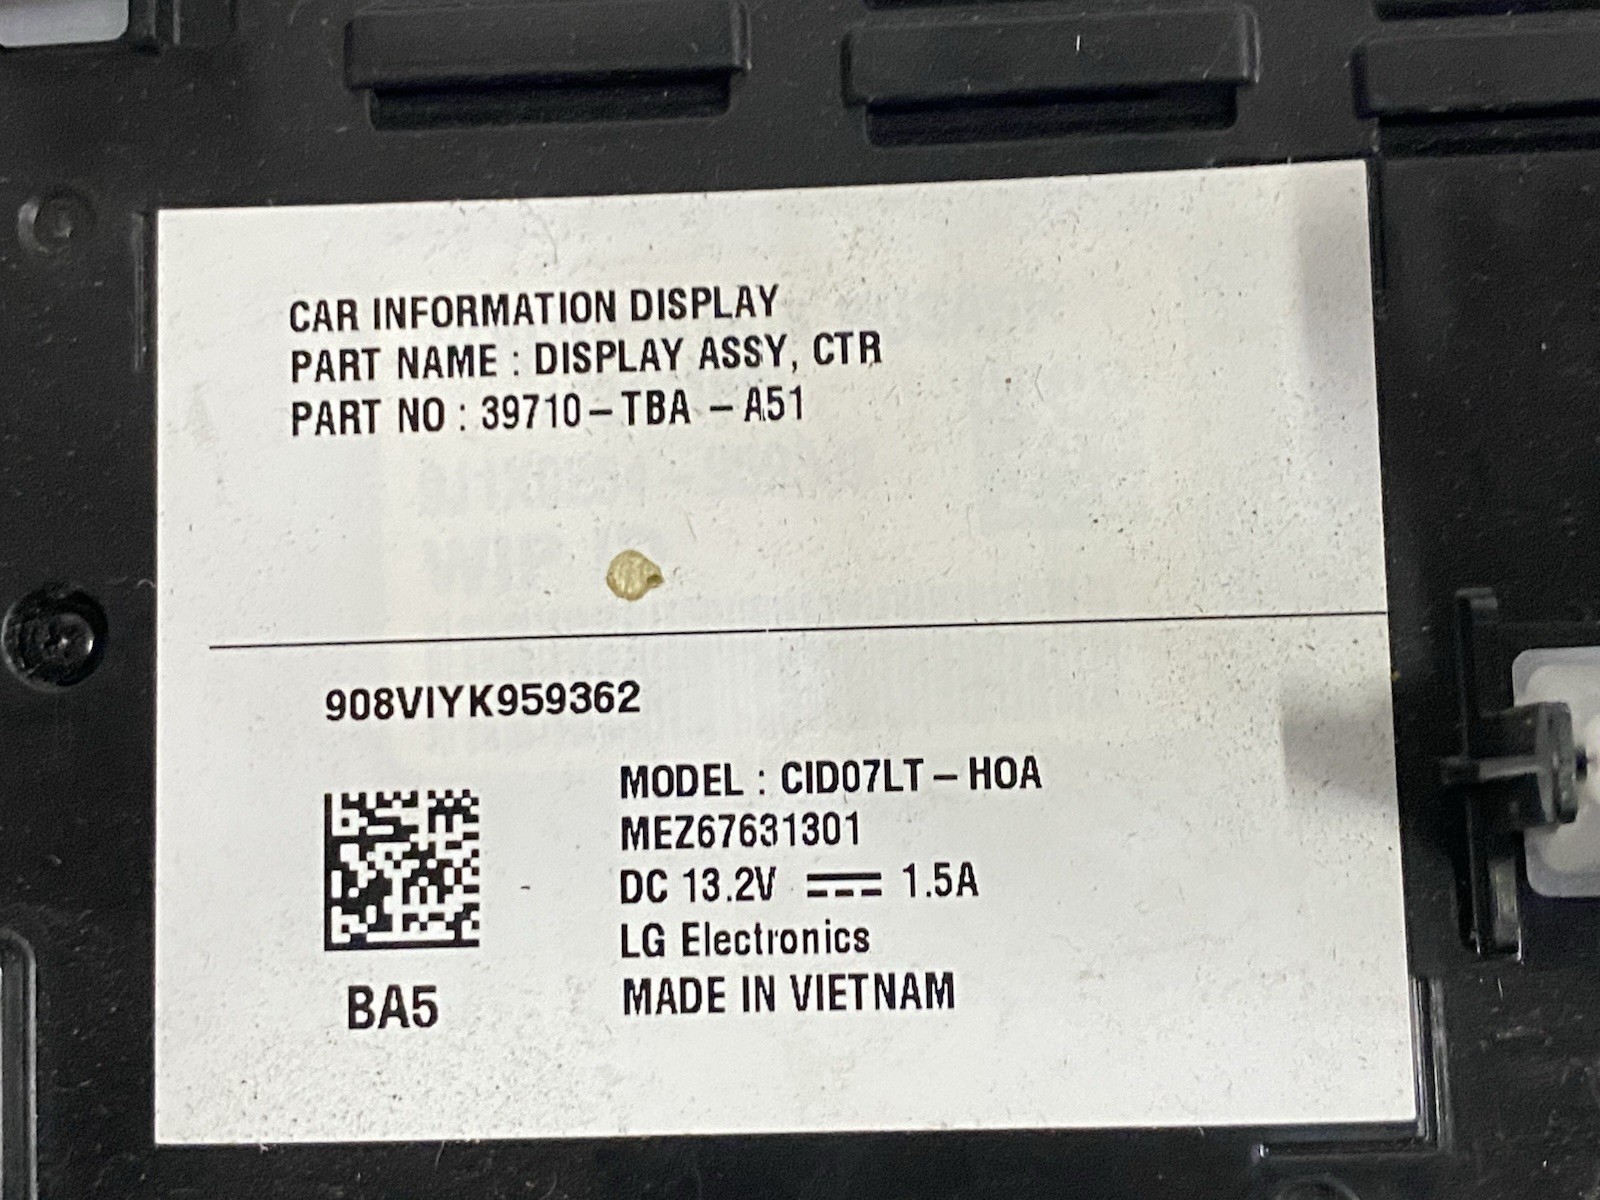 CAR INFORMATION DISPLAY
PART NAME : DISPLAY ASSY, CTR
PART NO : 39710-TBA -A51
908VIYK959362
MODEL : CID07LT-HOA
MEZ67631301
DC 13.2V 1.5A
LG Electronics
MADE IN VIETNAM
BA5